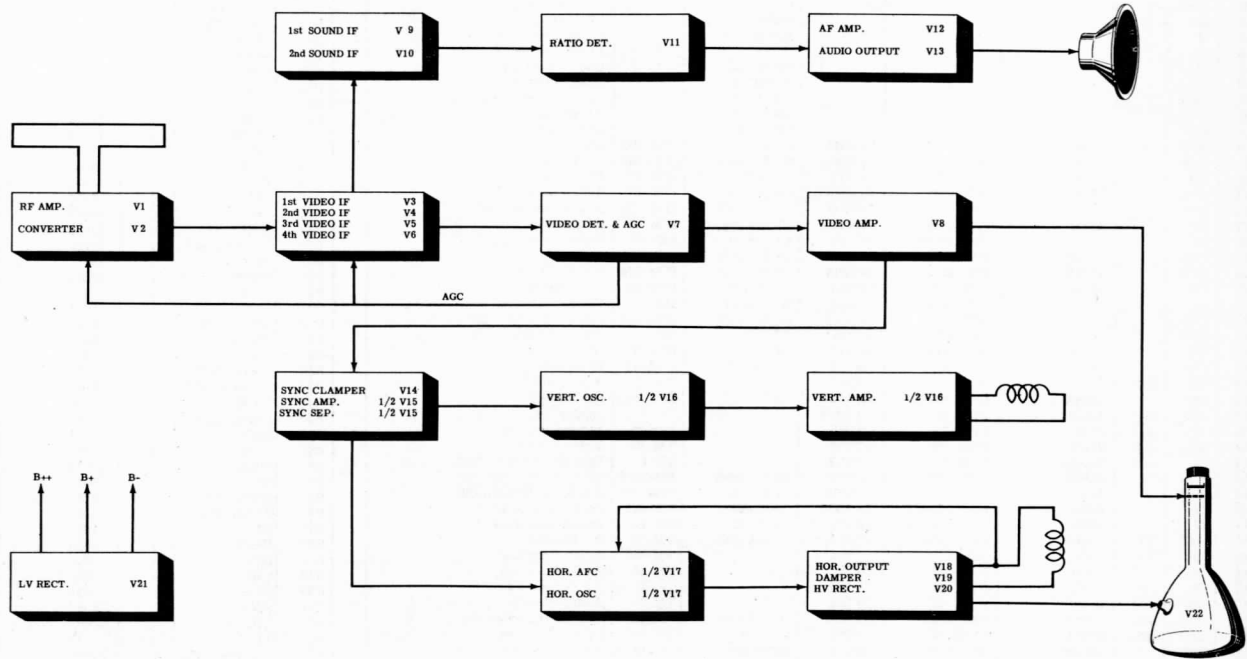 1st SOUND IF V 9
2nd SOUND IF V10
RATIO DET. V11
AF AMP. V12
AUDIO OUTPUT V13
RF AMP. V1
CONVERTER V 2
1st VIDEO IF V3
2nd VIDEO IF V4
3rd VIDEO IF V5
4th VIDEO IF V6
VIDEO DET. & AGC V7
VIDEO AMP. V8
AGC
SYNC CLAMPER V14
SYNC AMP. 1/2 V15
SYNC SEP. 1/2 V15
VERT. OSC. 1/2 V16
VERT. AMP. 1/2 V16
B++ B+ B-
LV RECT. V21
HOR. AFC 1/2 V17
HOR. OSC 1/2 V17
HOR. OUTPUT V18
DAMPER V19
HV RECT. V20
V22